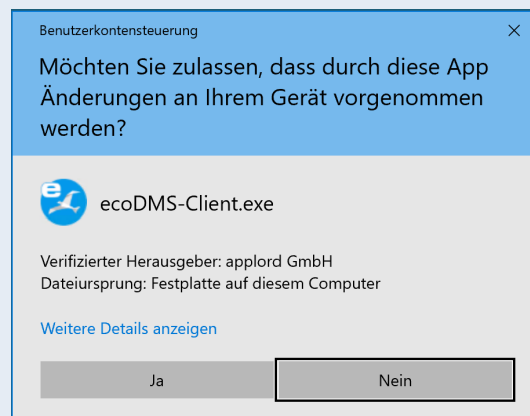 Benutzerkontensteuerung
Möchten Sie zulassen, dass durch diese App
Änderungen an Ihrem Gerät vorgenommen
werden?
e
ecoDMS-Client.exe
Verifizierter Herausgeber: applord GmbH
Dateiursprung: Festplatte auf diesem Computer
Weitere Details anzeigen
Ja
Nein